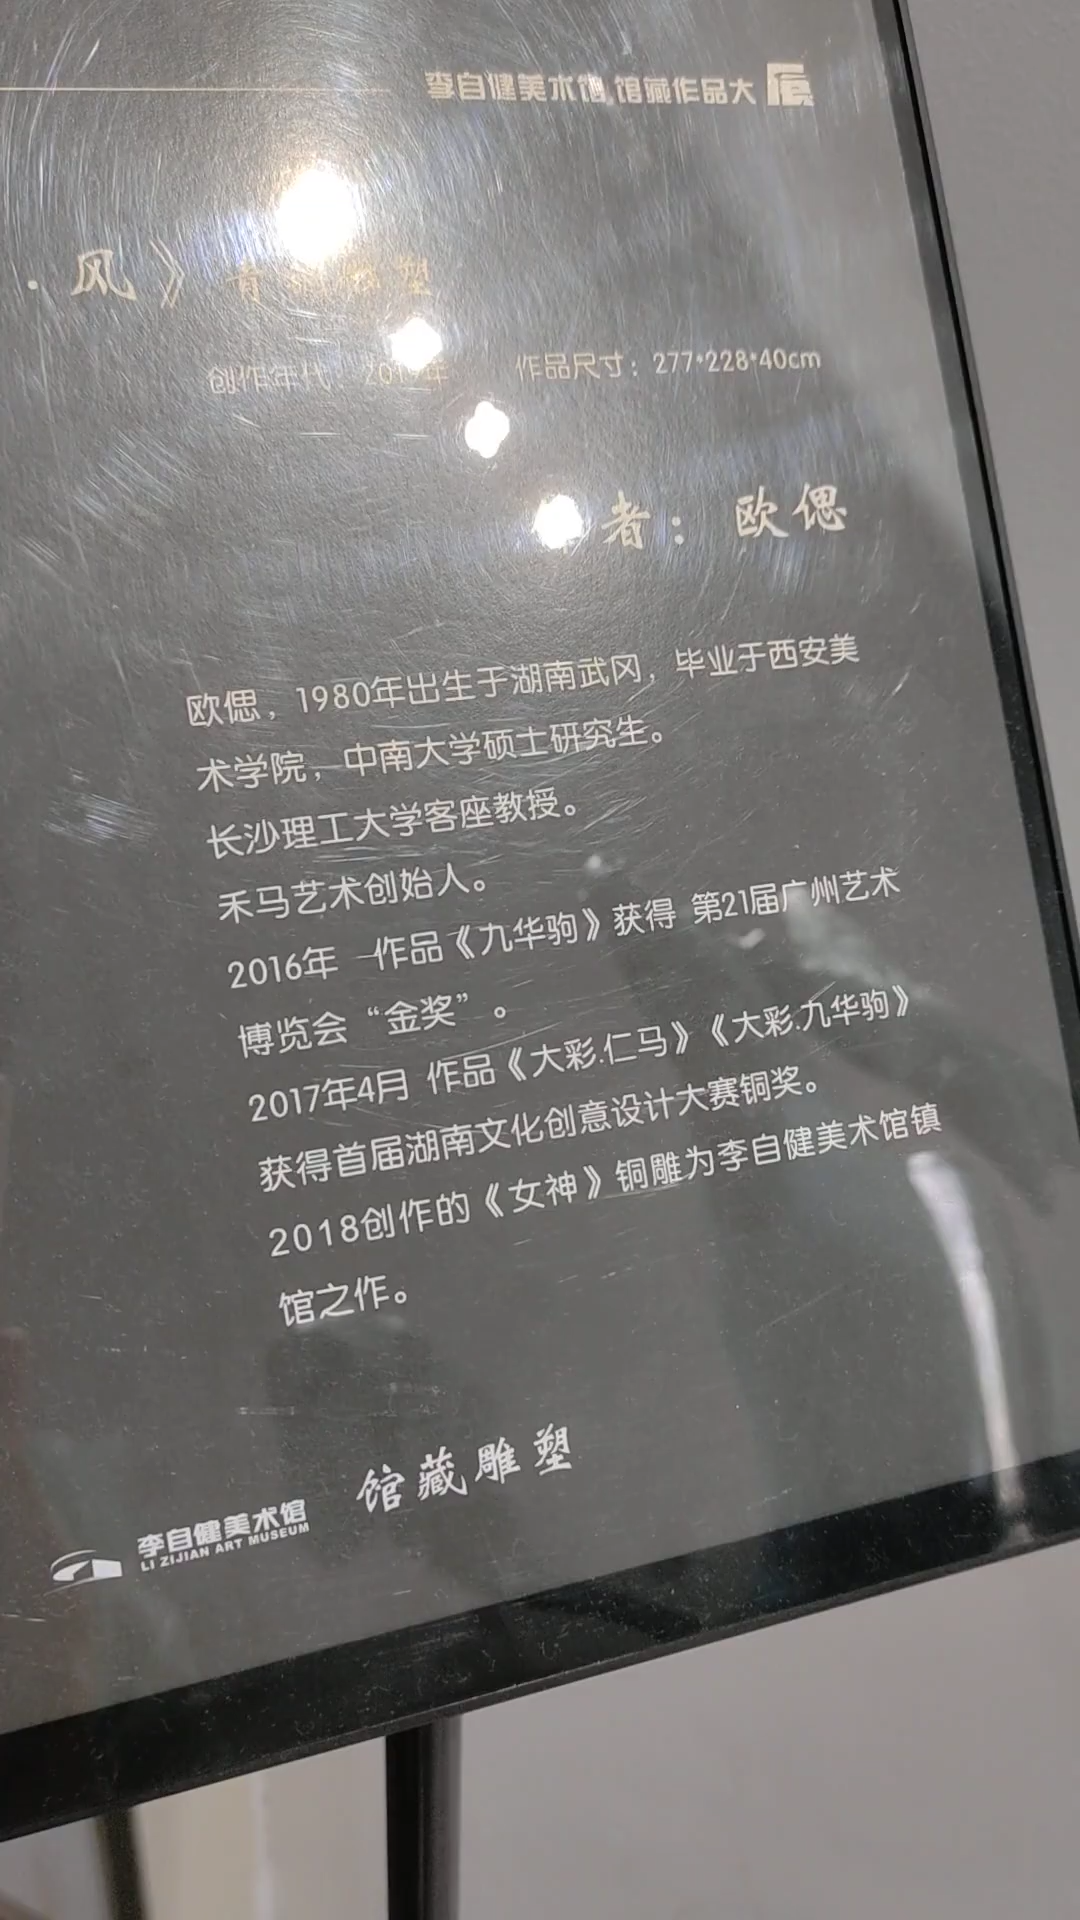 李自健美术馆 馆藏作品大展
·风》 雕塑
创作年代: 年 作品尺寸: 277*228*40cm
者: 欧偲
欧偲, 1980年出生于湖南武冈, 毕业于西安美
术学院, 中南大学硕士研究生。
长沙理工大学客座教授。
禾马艺术创始人。
2016年 作品《九华驹》获得 第21届广州艺术
博览会“金奖”。
2017年4月 作品《大彩.仁马》《大彩.九华驹》
获得首届湖南文化创意设计大赛铜奖。
2018创作的《女神》铜雕为李自健美术馆镇
馆之作。
馆藏雕塑
李自健美术馆
LI ZIJIAN ART MUSEUM